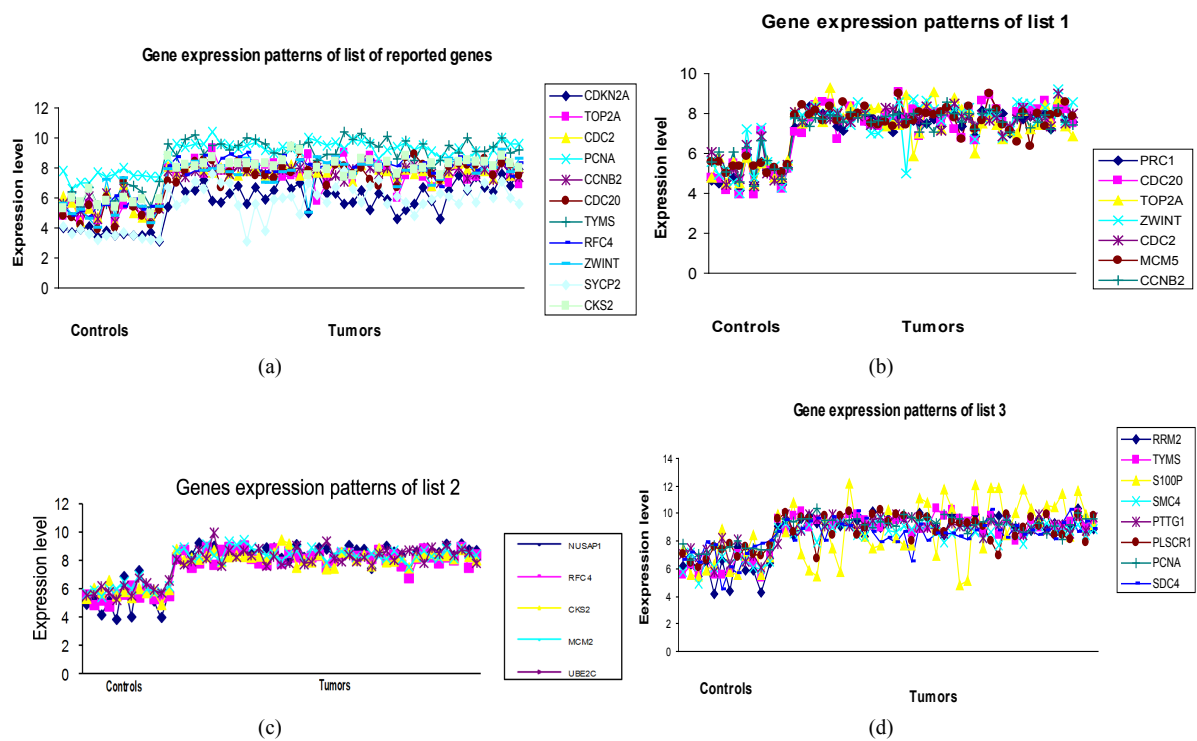 Gene expression patterns of list of reported genes
Expression level
12
10
8
6
4
2
0
Controls
Tumors
CDKN2A
TOP2A
CDC2
PCNA
CCNB2
CDC20
TYMS
RFC4
ZWINT
SYCP2
CKS2
(a)
Gene expression patterns of list 1
Expression level
10
8
6
4
2
0
Controls
Tumors
PRC1
CDC20
TOP2A
ZWINT
CDC2
MCM5
CCNB2
(b)
Genes expression patterns of list 2
Expression level
12
10
8
6
4
2
0
Controls
Tumors
NUSAP1
RFC4
CKS2
MCM2
UBE2C
(c)
Gene expression patterns of list 3
Eexpression level
14
12
10
8
6
4
2
0
Controls
Tumors
RRM2
TYMS
S100P
SMC4
PTTG1
PLSCR1
PCNA
SDC4
(d)